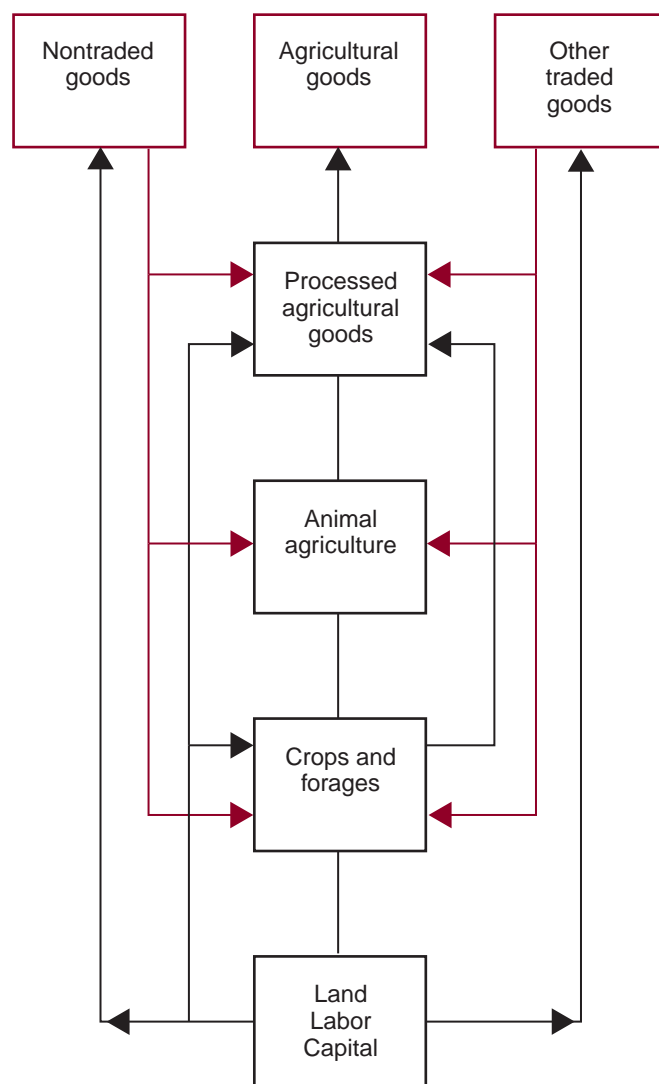 Nontraded
goods
Agricultural
goods
Other
traded
goods
Processed
agricultural
goods
Animal
agriculture
Crops and
forages
Land
Labor
Capital